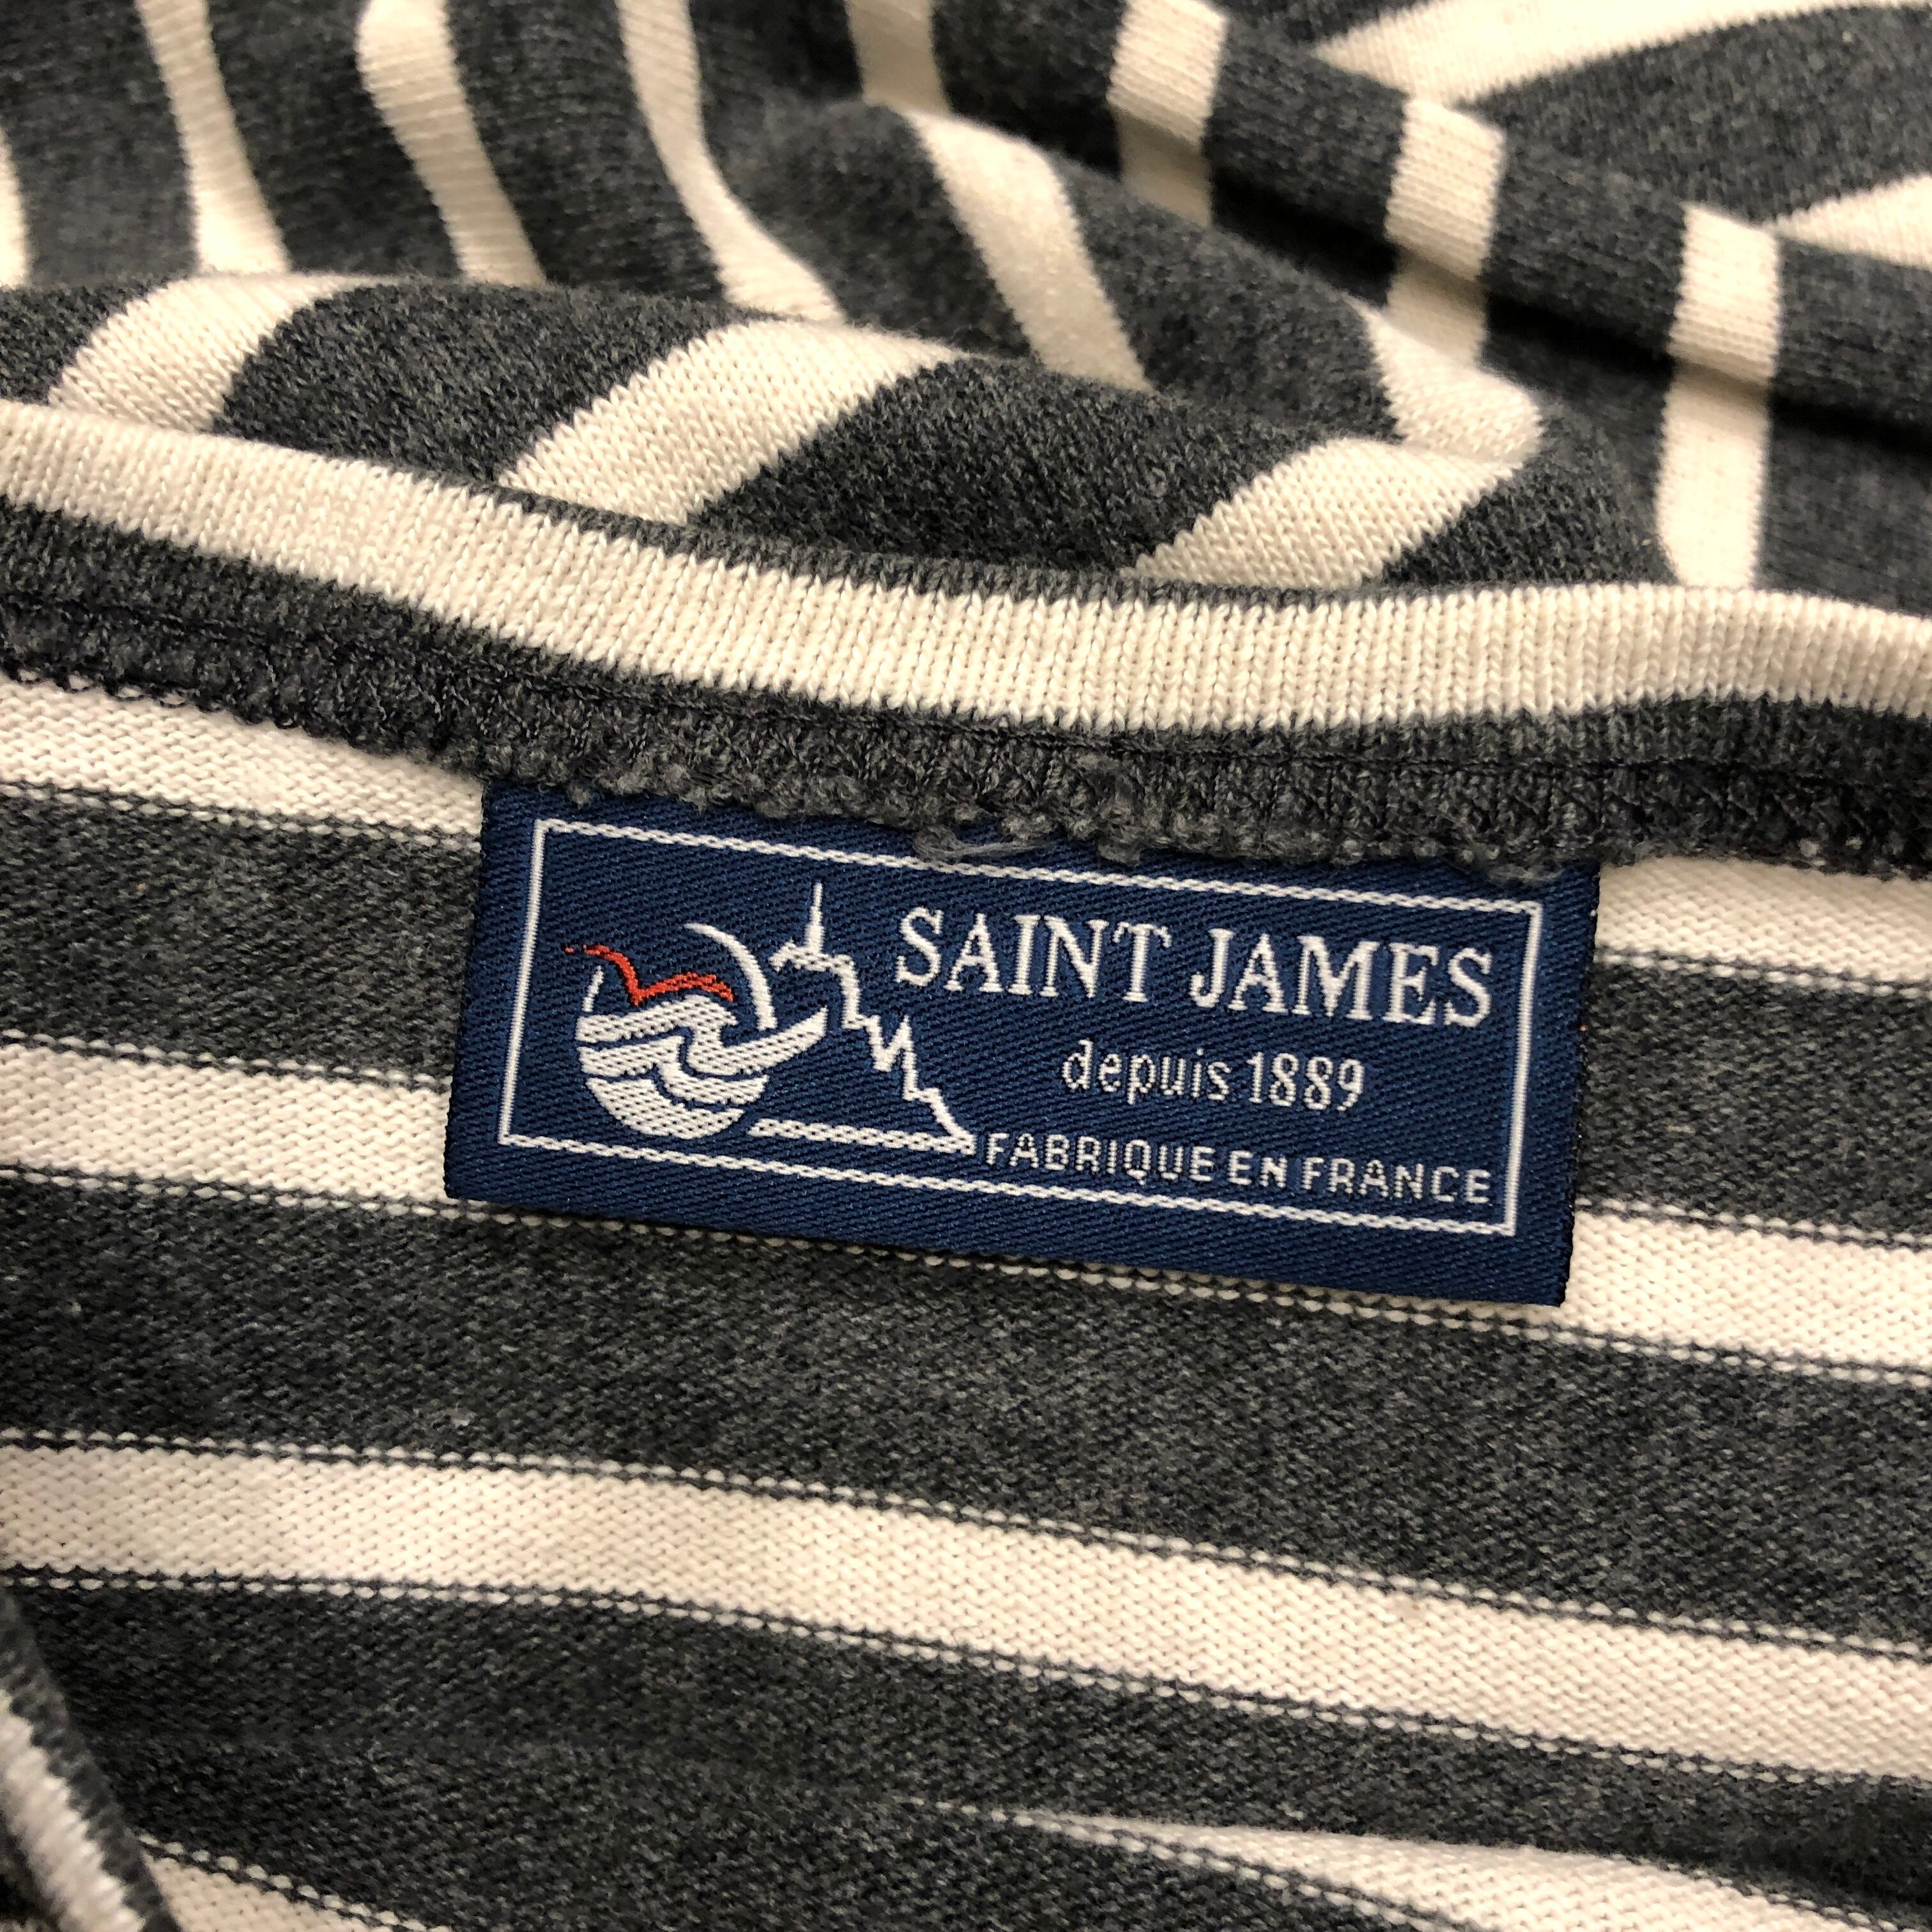 SAINT JAMES
depuis 1889
FABRIQUE EN FRANCE